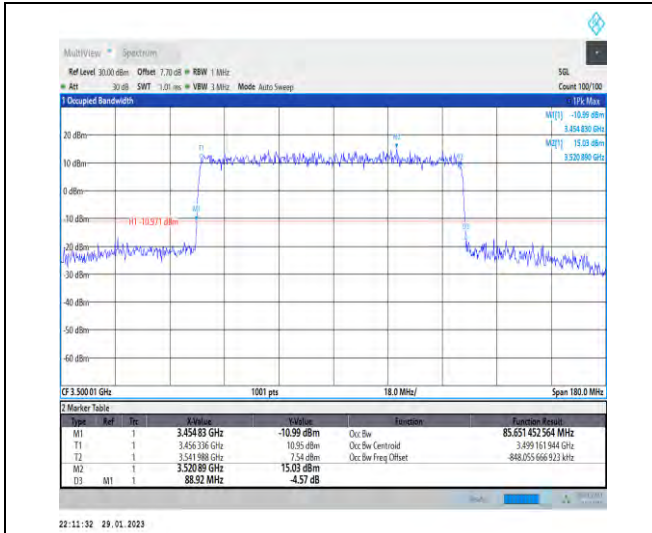 MultiView Spectrum
Ref Level 30.00 dBm Offset 7.70 dB RBW 1 MHz SGL
Att 30 dB SWT 1.01 ms VBW 3 MHz Mode Auto Sweep Count 100/100
1 Occupied Bandwidth 1Pk Max
M1[1] -10.99 dBm
3.454 830 GHz
M2[1] 15.03 dBm
3.520 890 GHz
20 dBm
T1
M2
10 dBm
T2
0 dBm
M1
-10 dBm
H1 -10.971 dBm
D3
-20 dBm
-30 dBm
-40 dBm
-50 dBm
-60 dBm
CF 3.500 01 GHz 1001 pts 18.0 MHz/ Span 180.0 MHz
2 Marker Table
Type Ref Trc X-Value Y-Value Function Function Result
M1 1 3.454 83 GHz -10.99 dBm Occ Bw 85.651 452 564 MHz
T1 1 3.456 336 GHz 10.95 dBm Occ Bw Centroid 3.499 161 944 GHz
T2 1 3.541 988 GHz 7.54 dBm Occ Bw Freq Offset -848.055 666 923 kHz
M2 1 3.520 89 GHz 15.03 dBm
D3 M1 1 88.92 MHz -4.57 dB
22:11:32 29.01.2023